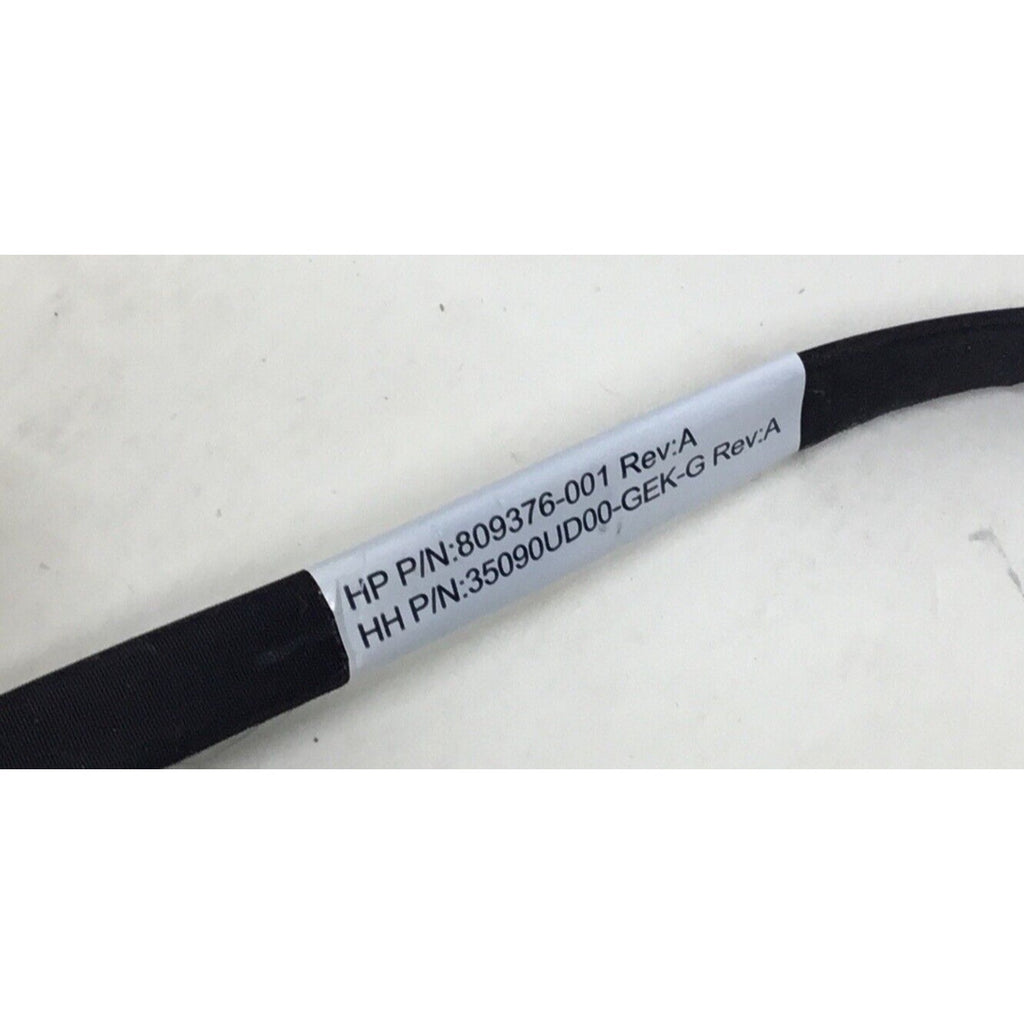 HP P/N:809376-001 Rev:A
HH P/N:35090UD00-GEK-G Rev:A